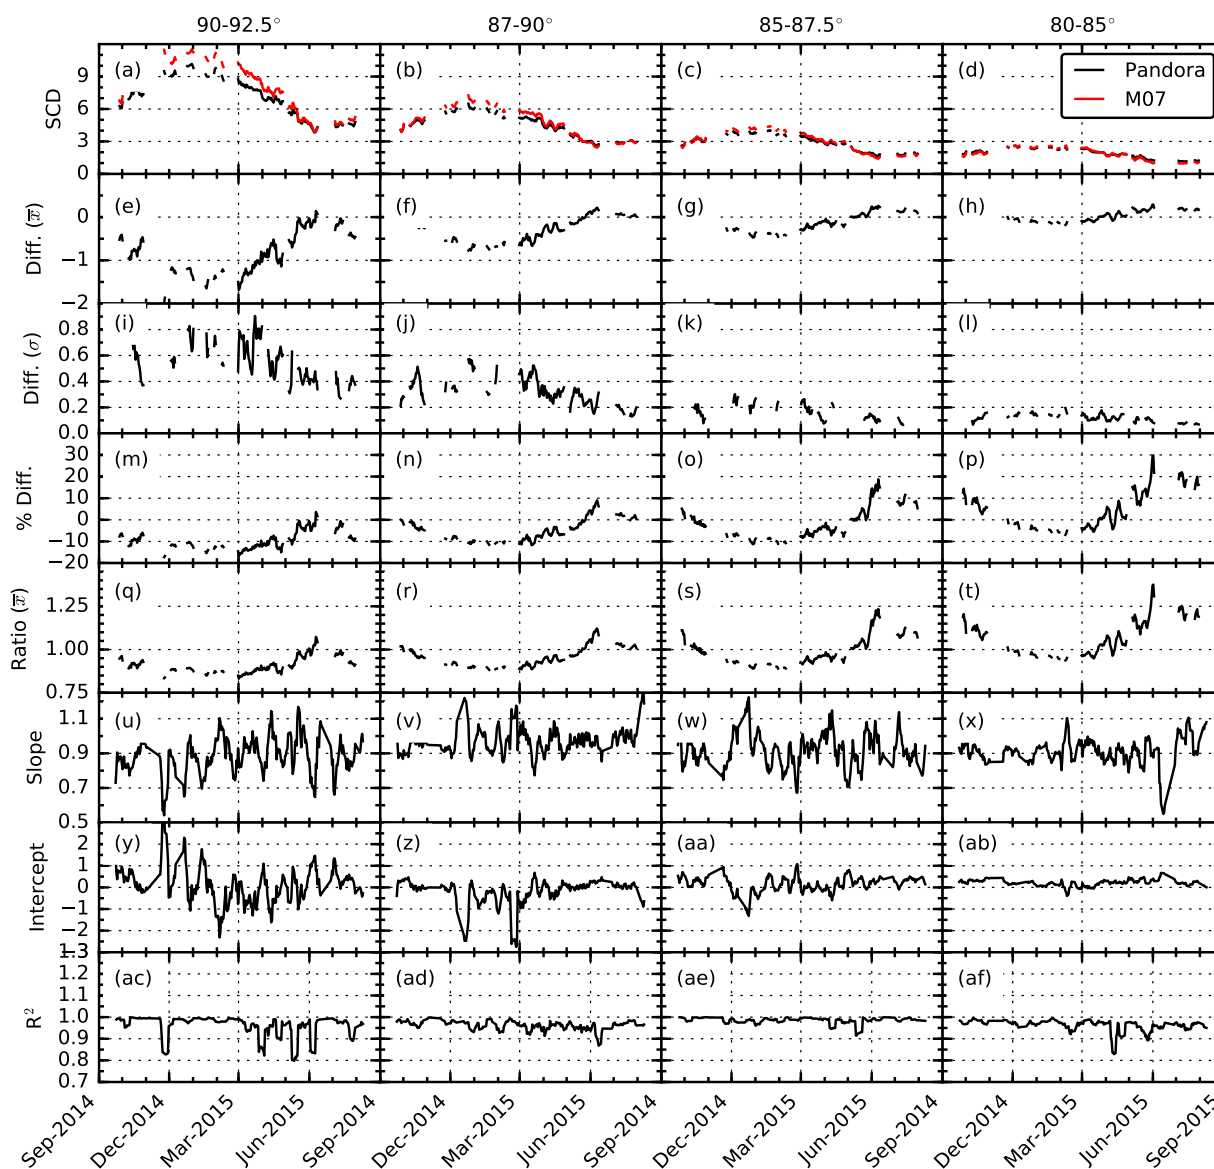 90-92.5° 87-90° 85-87.5° 80-85°
SCD
9
6
3
0
(a) (b) (c) (d)
Pandora
M07
Diff. (x̅)
0
−1
−2
(e) (f) (g) (h)
Diff. (σ)
0.8
0.6
0.4
0.2
0.0
(i) (j) (k) (l)
% Diff.
30
20
10
0
−10
−20
(m) (n) (o) (p)
Ratio (x̅)
1.25
1.00
0.75
(q) (r) (s) (t)
Slope
1.1
0.9
0.7
0.5
(u) (v) (w) (x)
Intercept
2
1
0
−1
−2
(y) (z) (aa) (ab)
R²
1.3
1.2
1.1
1.0
0.9
0.8
0.7
(ac) (ad) (ae) (af)
Sep-2014 Dec-2014 Mar-2015 Jun-2015 Sep-2014 Dec-2014 Mar-2015 Jun-2015 Sep-2014 Dec-2014 Mar-2015 Jun-2015 Sep-2014 Dec-2014 Mar-2015 Jun-2015 Sep-2015